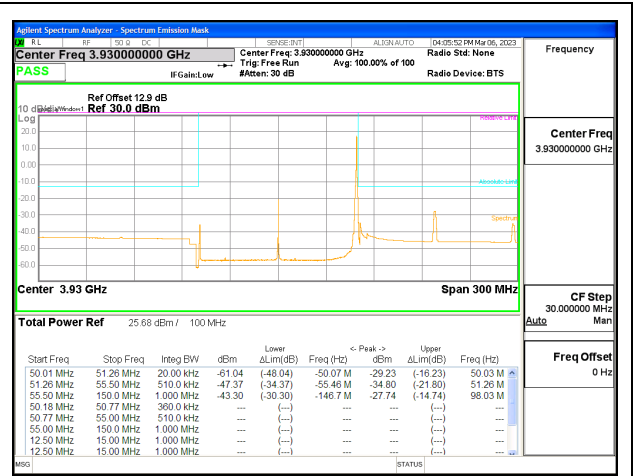 Agilent Spectrum Analyzer - Spectrum Emission Mask
RL RF 50 Ω DC SENSE:INT ALIGN AUTO 04:05:52 PM Mar 06, 2023
Center Freq 3.930000000 GHz
Center Freq: 3.930000000 GHz
Radio Std: None
Trig: Free Run Avg: 100.00% of 100
PASS
IFGain:Low
#Atten: 30 dB
Radio Device: BTS
Frequency
Ref Offset 12.9 dB
10 dB/div Ref 30.0 dBm
Log
Relative Limit
20.0
10.0
0.00
-10.0
Absolute Limit
-20.0
-30.0
Spectrum
-40.0
-50.0
-60.0
Center 3.93 GHz
Span 300 MHz
Center Freq
3.930000000 GHz
CF Step
30.000000 MHz
Auto Man
Freq Offset
0 Hz
Total Power Ref 25.68 dBm / 100 MHz
Lower <- Peak -> Upper
Start Freq Stop Freq Integ BW dBm ΔLim(dB) Freq (Hz) dBm ΔLim(dB) Freq (Hz)
50.01 MHz 51.26 MHz 20.00 kHz -61.04 (-48.04) -50.07 M -29.23 (-16.23) 50.03 M
51.26 MHz 55.50 MHz 510.0 kHz -47.37 (-34.37) -55.46 M -34.80 (-21.80) 51.26 M
55.50 MHz 150.0 MHz 1.000 MHz -43.30 (-30.30) -146.7 M -27.74 (-14.74) 98.03 M
50.18 MHz 50.77 MHz 360.0 kHz --- (---) --- --- (---) ---
50.77 MHz 55.00 MHz 510.0 kHz --- (---) --- --- (---) ---
55.00 MHz 150.0 MHz 1.000 MHz --- (---) --- --- (---) ---
12.50 MHz 15.00 MHz 1.000 MHz --- (---) --- --- (---) ---
12.50 MHz 15.00 MHz 1.000 MHz --- (---) --- --- (---) ---
MSG
STATUS